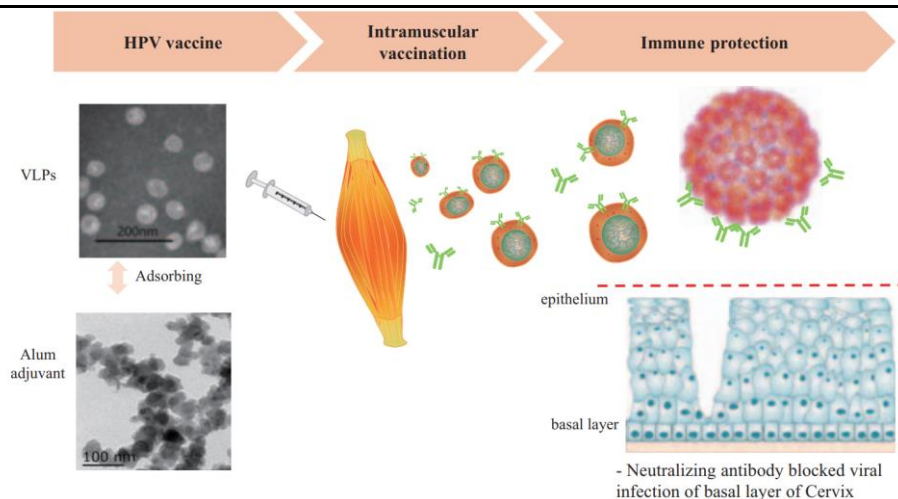 HPV vaccine
Intramuscular
vaccination
Immune protection
VLPs
200nm
Adsorbing
Alum
adjuvant
100 nm
epithelium
basal layer
- Neutralizing antibody blocked viral
infection of basal layer of Cervix